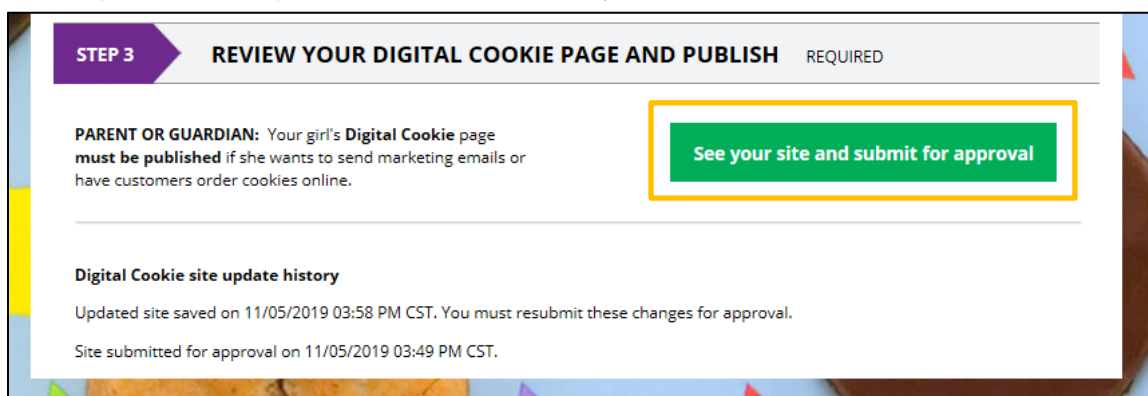 STEP 3 REVIEW YOUR DIGITAL COOKIE PAGE AND PUBLISH REQUIRED
PARENT OR GUARDIAN: Your girl's Digital Cookie page
must be published if she wants to send marketing emails or
have customers order cookies online.
See your site and submit for approval
Digital Cookie site update history
Updated site saved on 11/05/2019 03:58 PM CST. You must resubmit these changes for approval.
Site submitted for approval on 11/05/2019 03:49 PM CST.